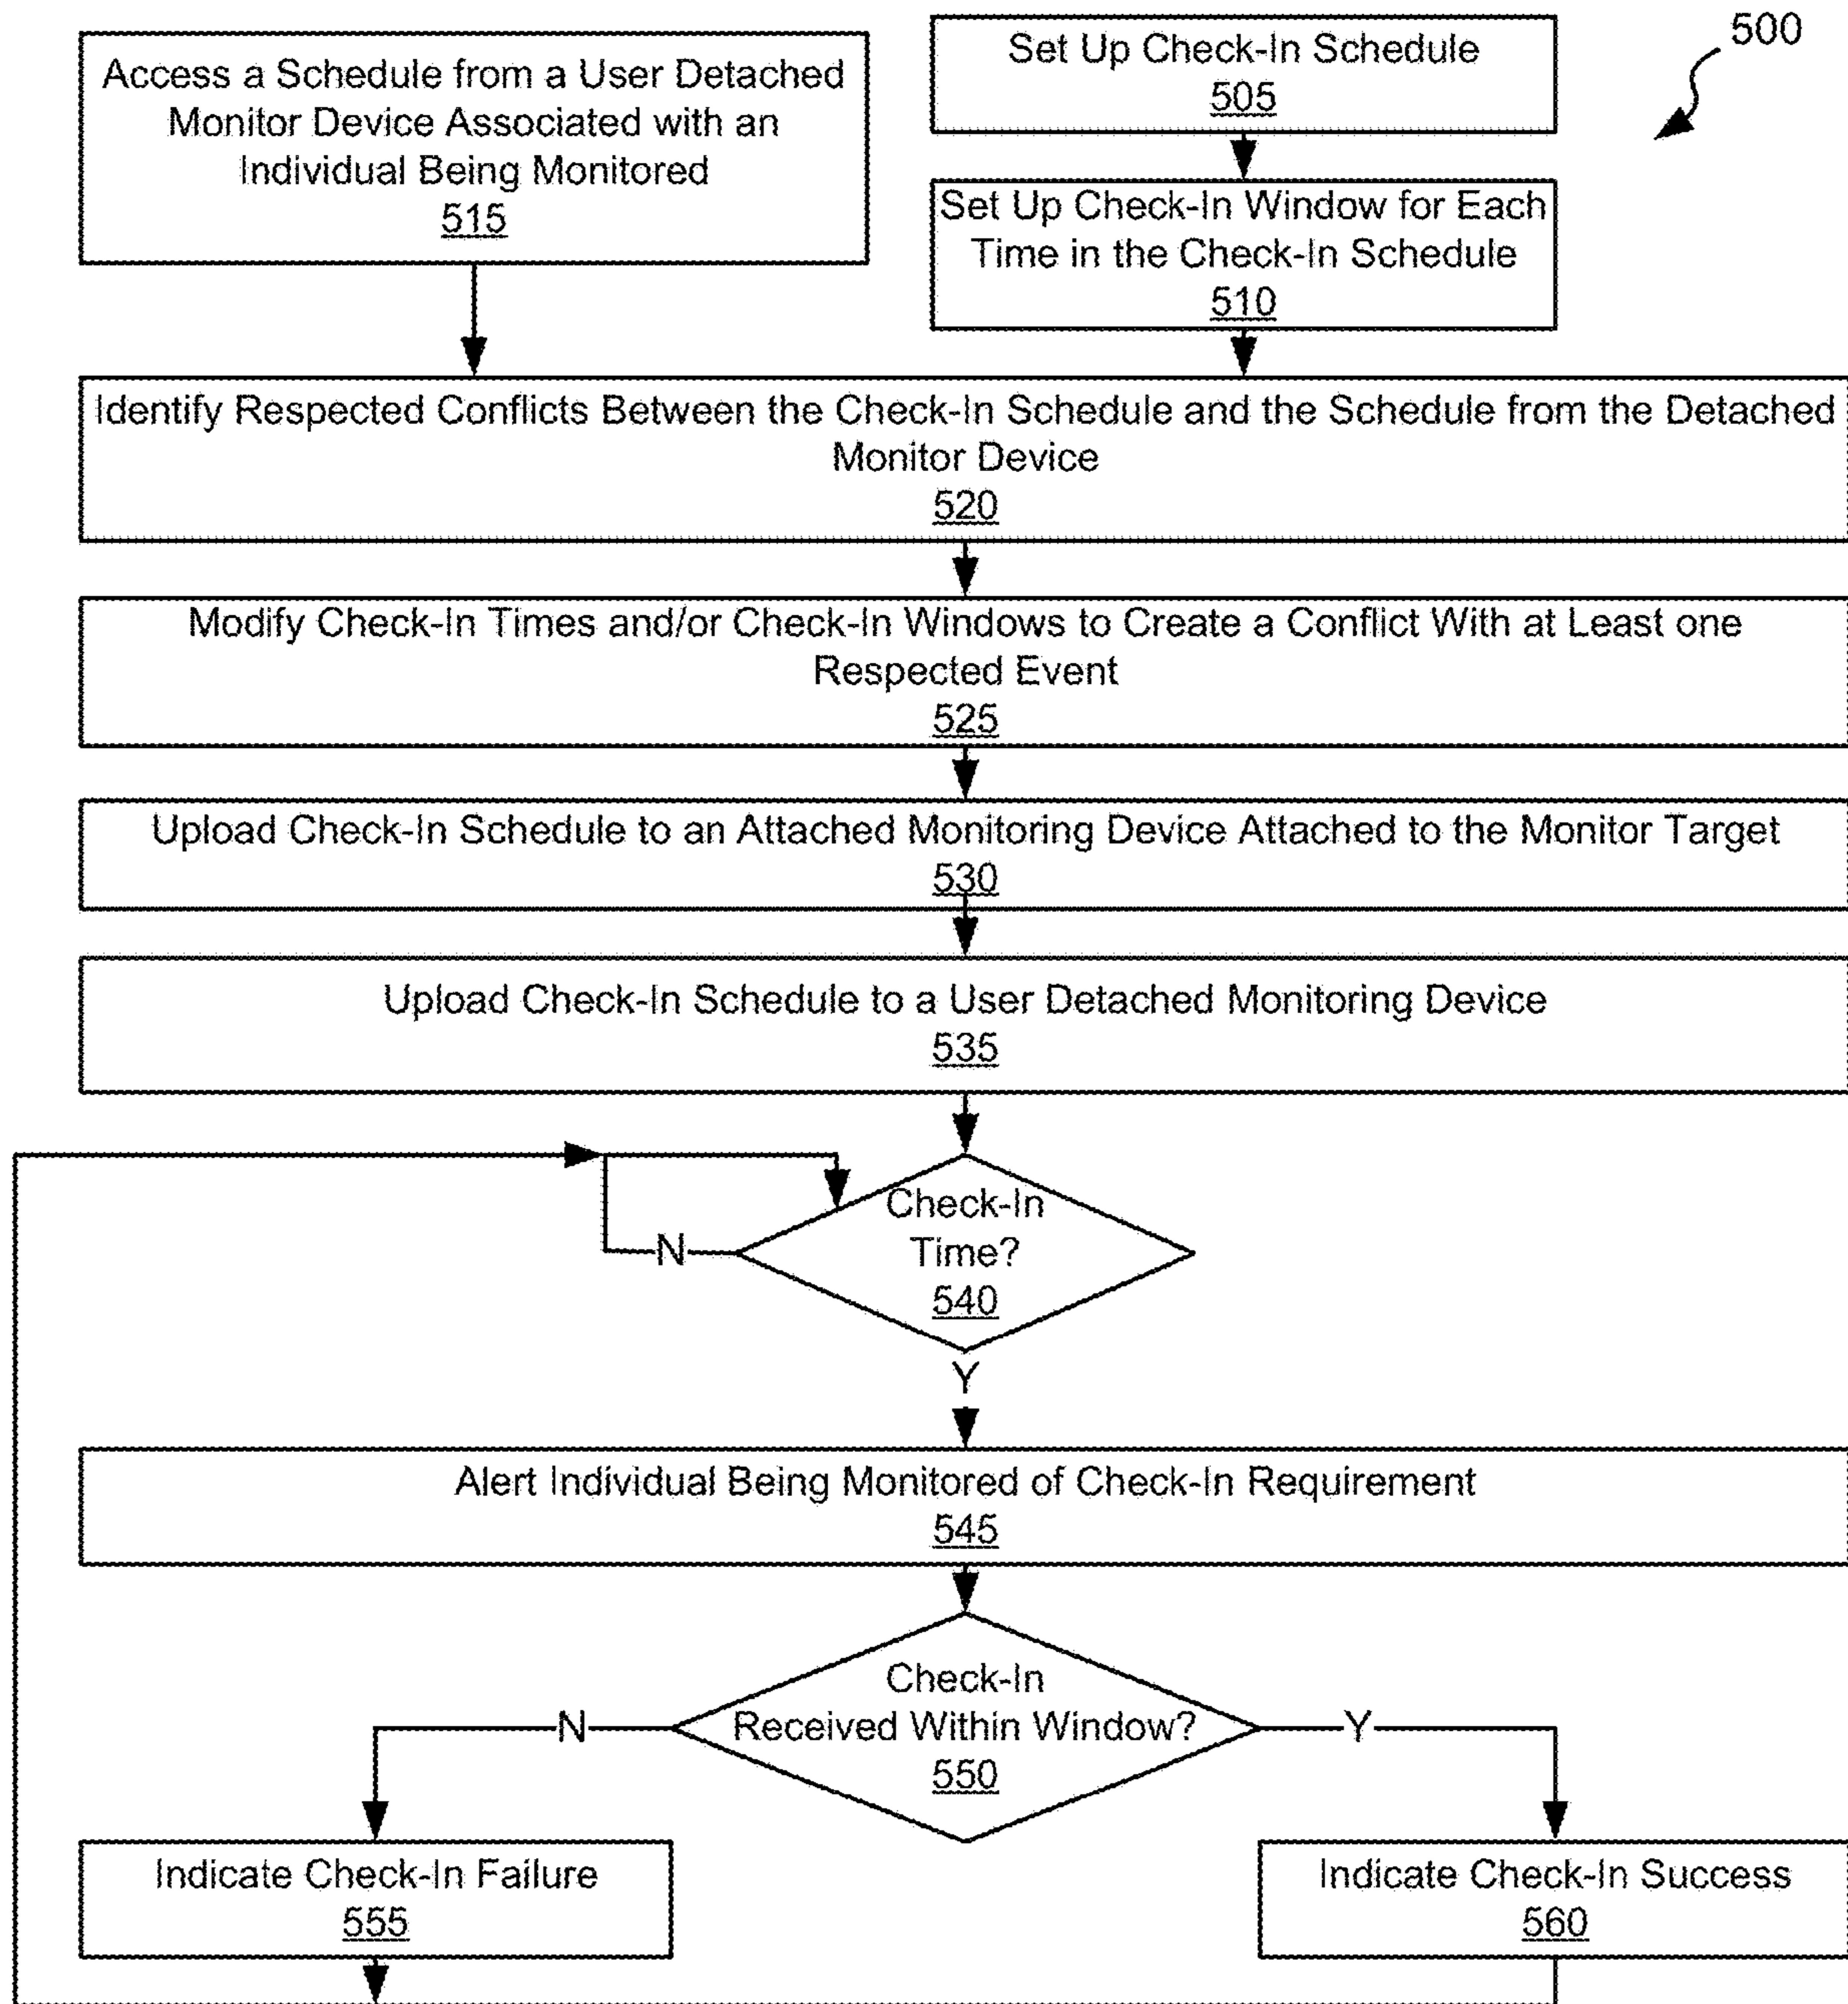 500
Access a Schedule from a User Detached
Monitor Device Associated with an
Individual Being Monitored
515
Set Up Check-In Schedule
505
Set Up Check-In Window for Each
Time in the Check-In Schedule
510
Identify Respected Conflicts Between the Check-In Schedule and the Schedule from the Detached
Monitor Device
520
Modify Check-In Times and/or Check-In Windows to Create a Conflict With at Least one
Respected Event
525
Upload Check-In Schedule to an Attached Monitoring Device Attached to the Monitor Target
530
Upload Check-In Schedule to a User Detached Monitoring Device
535
Check-In
Time?
540
N
Y
Alert Individual Being Monitored of Check-In Requirement
545
Check-In
Received Within Window?
550
N
Y
Indicate Check-In Failure
555
Indicate Check-In Success
560